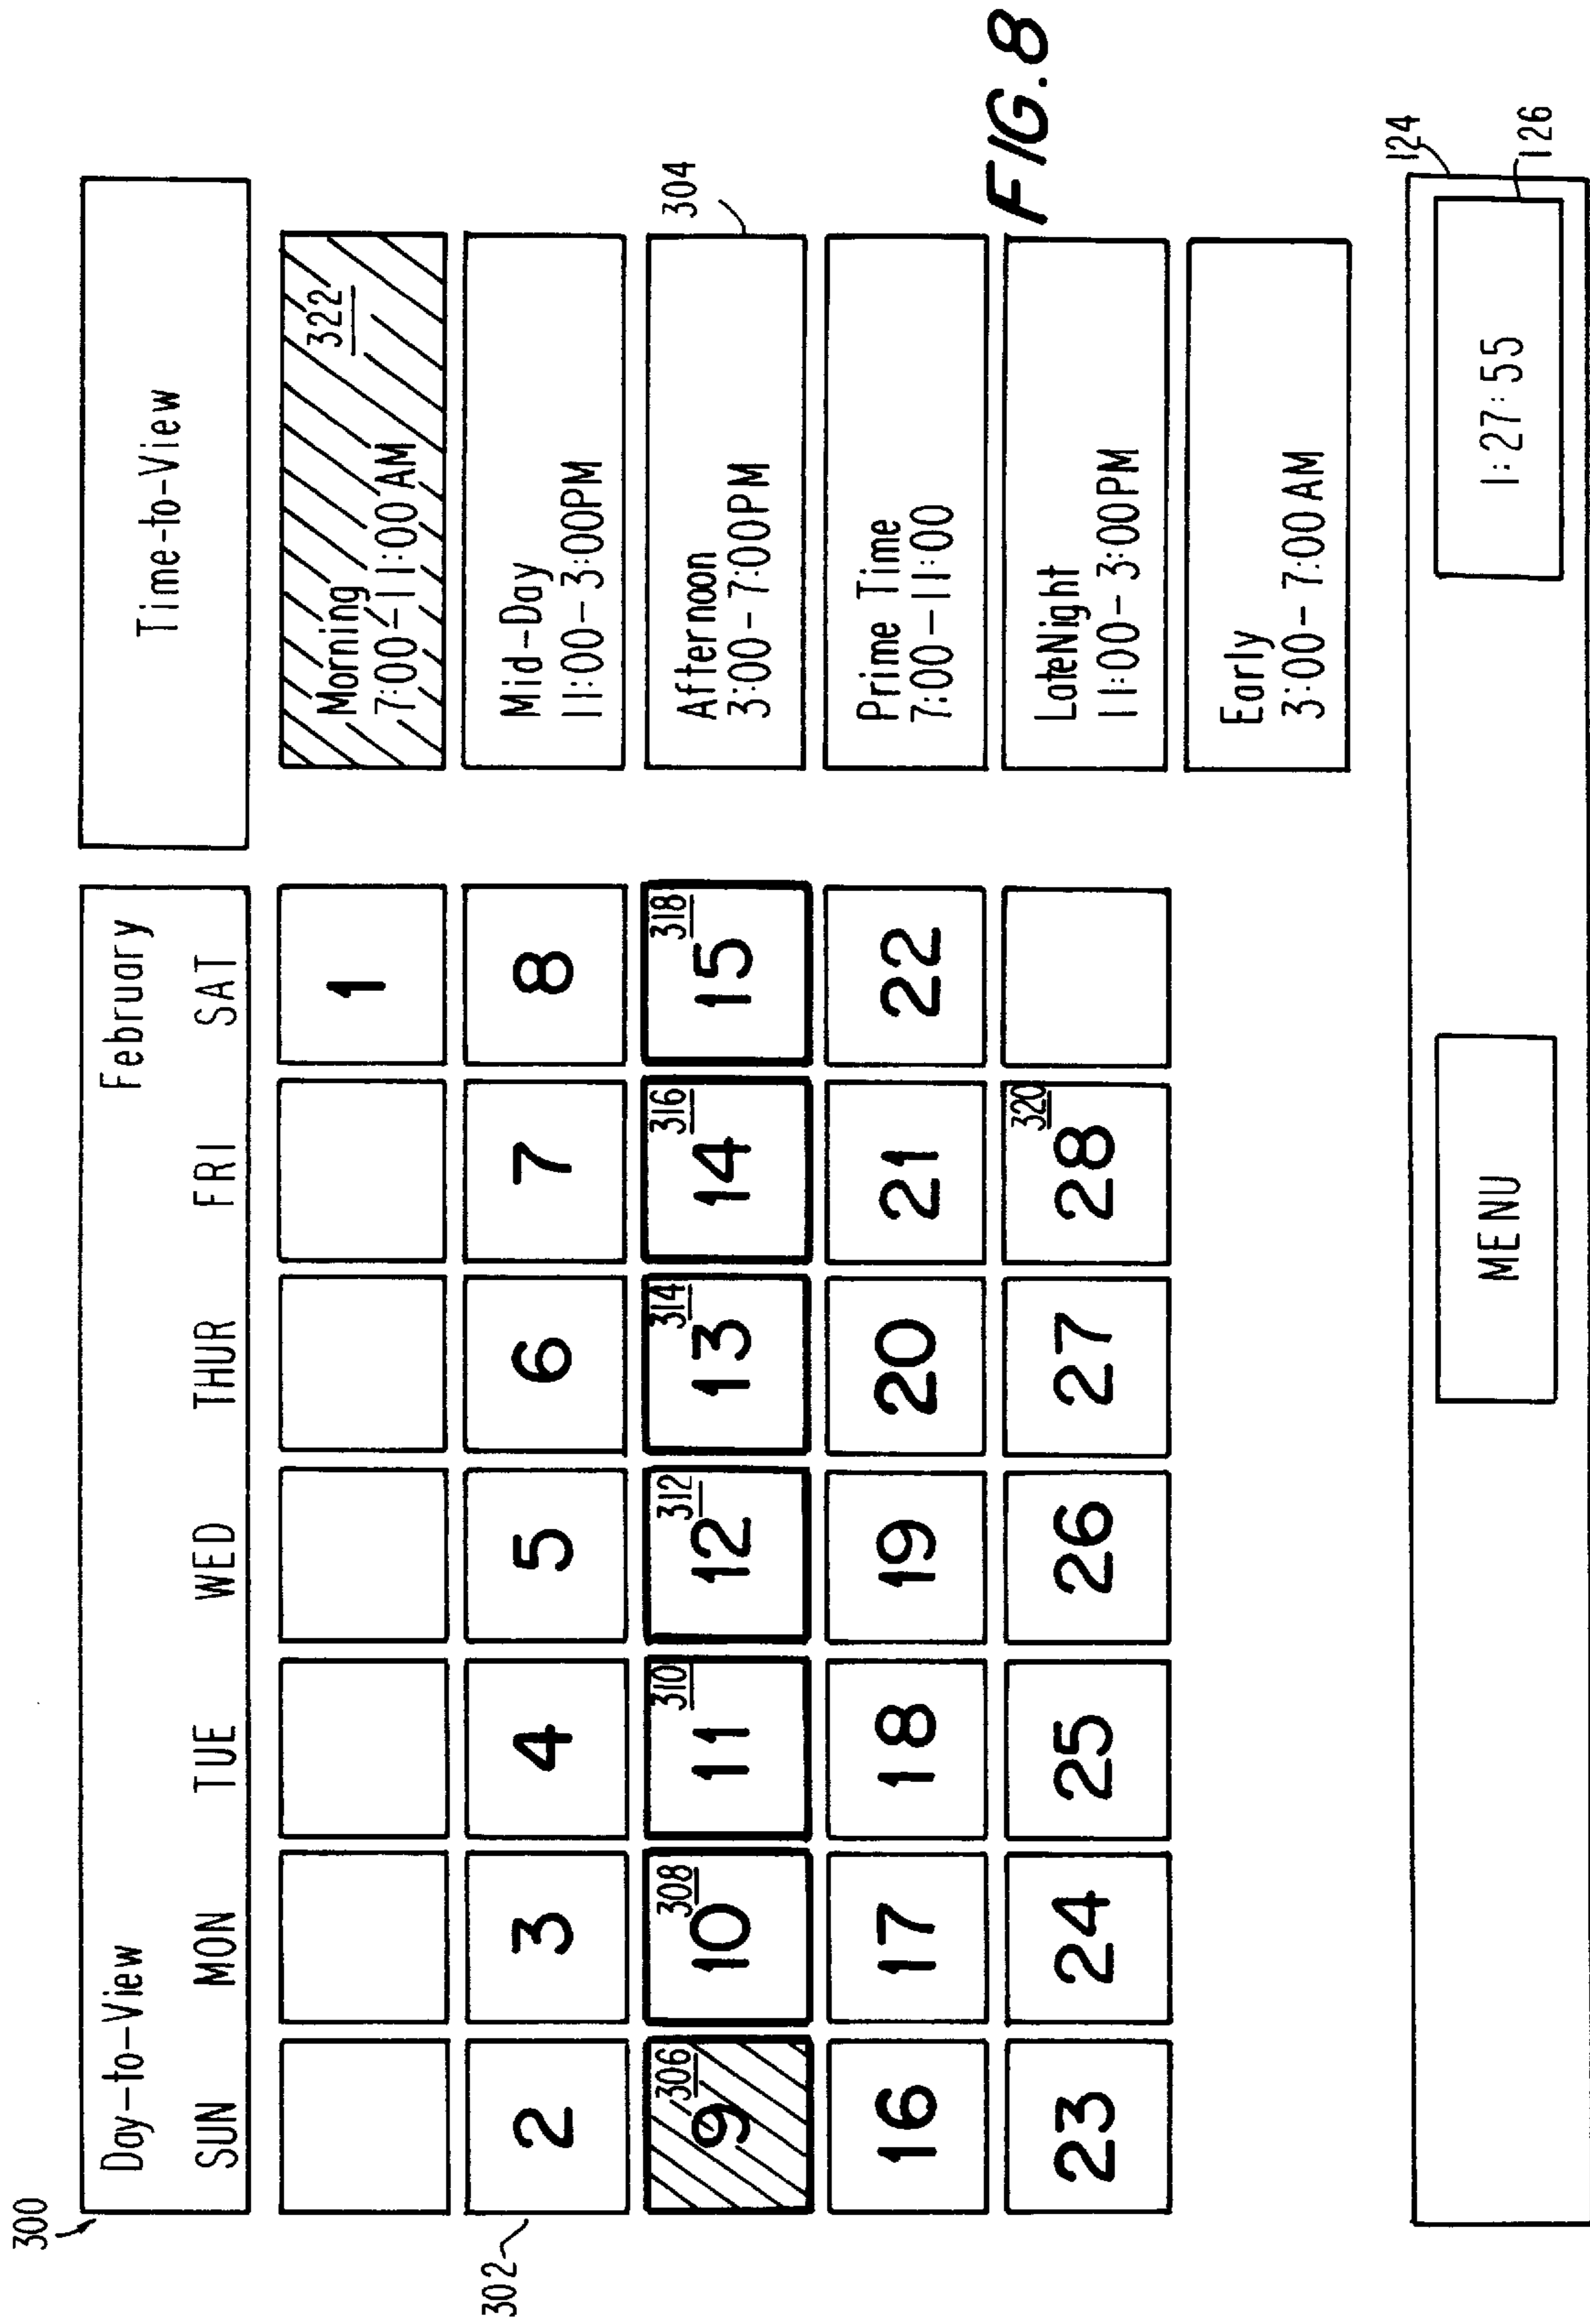 300
Day-to-View February
SUN MON TUE WED THUR FRI SAT
Time-to-View
1
302
2 3 4 5 6 7 8
306 308 310 312 314 316 318
9 10 11 12 13 14 15
16 17 18 19 20 21 22
320
23 24 25 26 27 28
322
Morning
7:00-11:00 AM
Mid-Day
11:00-3:00PM
304
Afternoon
3:00-7:00PM
Prime Time
7:00-11:00
LateNight
11:00-3:00PM
Early
3:00-7:00AM
FIG. 8
124
MENU
1:27:55
126